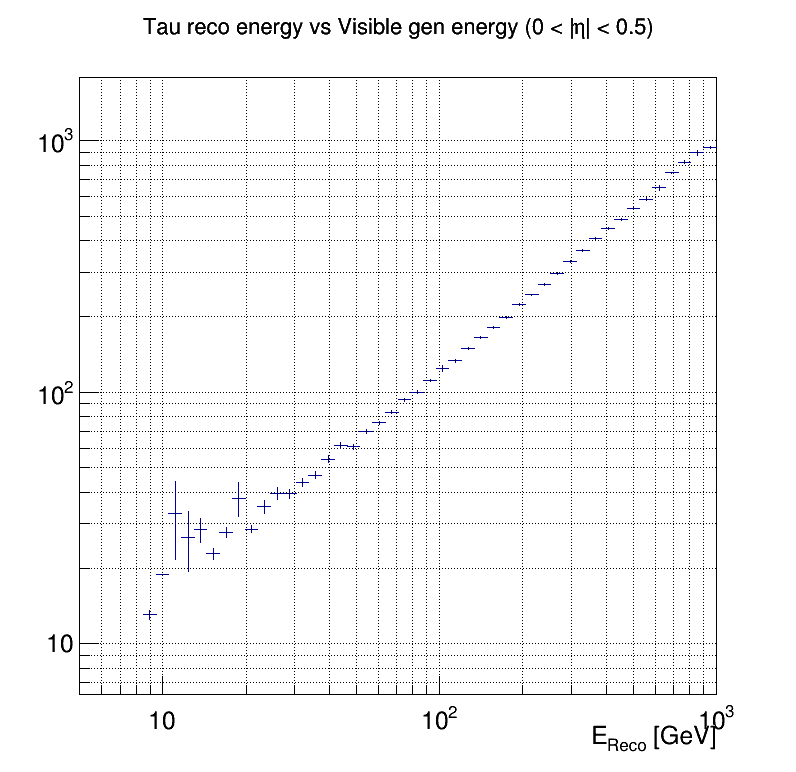 Tau reco energy vs Visible gen energy (0 < |η| < 0.5)
10³
10²
10
10 10² 10³
E_Reco [GeV]